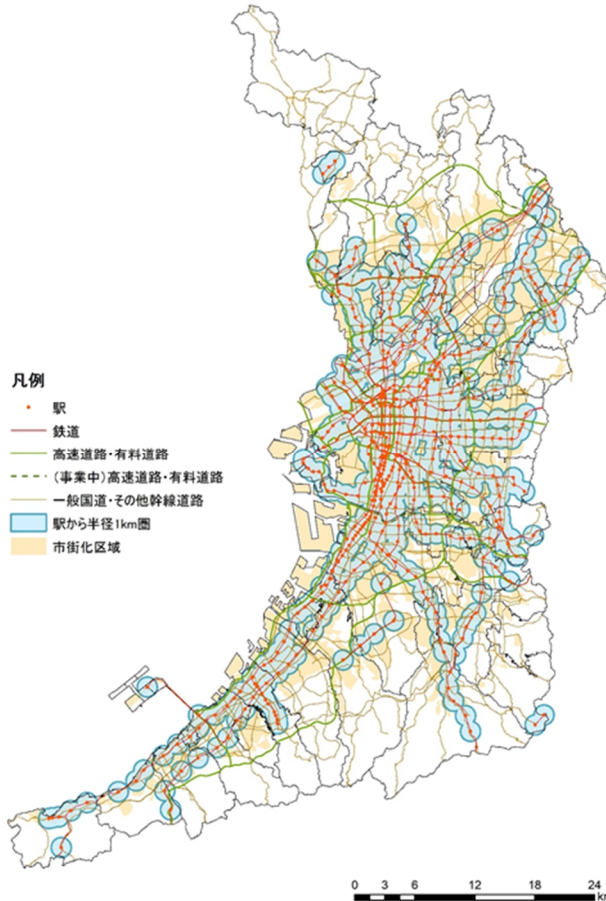 凡例
駅
鉄道
高速道路・有料道路
(事業中)高速道路・有料道路
一般国道・その他幹線道路
駅から半径1km圏
市街化区域
0 3 6 12 18 24
km